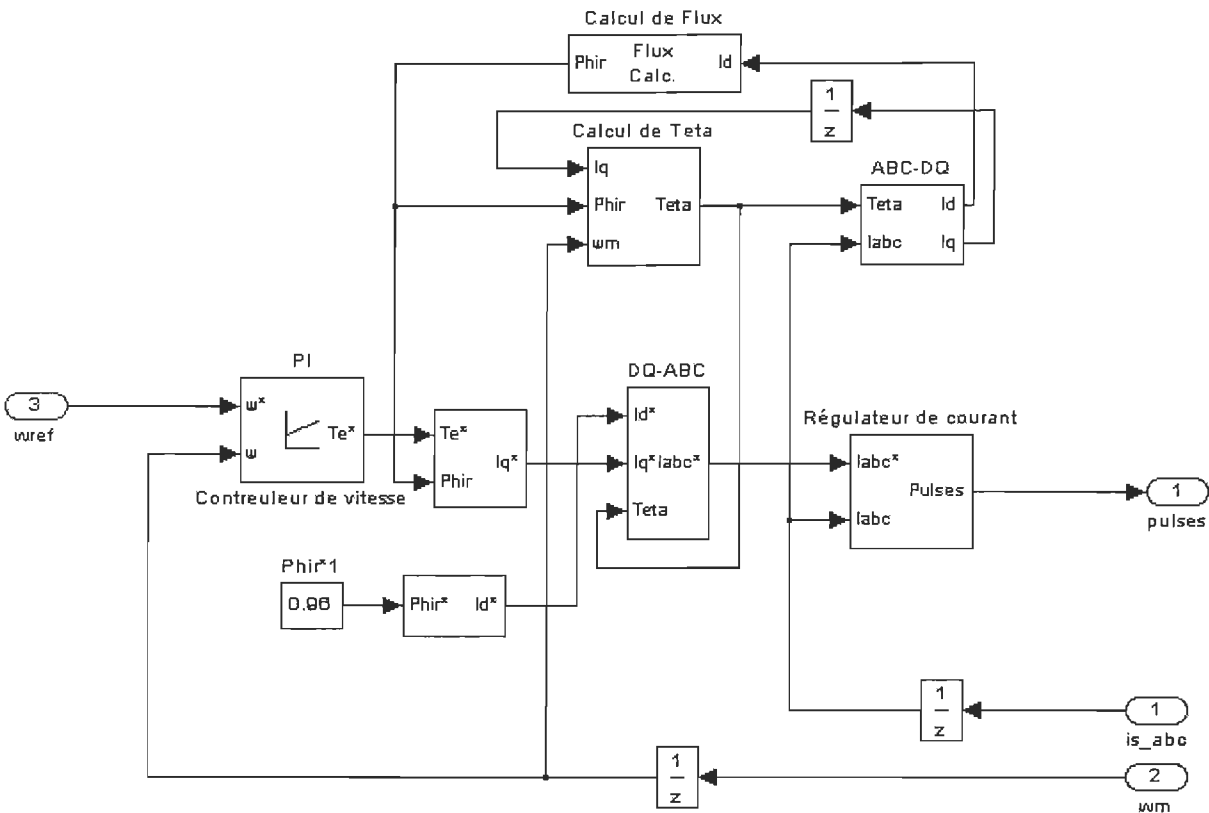 Calcul de Flux
Phir
Flux
Calc.
Id
1
z
Calcul de Teta
Iq
Phir
Teta
wm
ABC-DQ
Teta
Id
Iabc
Iq
PI
3
wref
w*
Te*
w
Contreuleur de vitesse
Te*
Iq*
Phir
DQ-ABC
Id*
Iq*
Iabc*
Teta
Régulateur de courant
Iabc*
Pulses
Iabc
1
pulses
Phir*1
0.96
Phir*
Id*
1
z
1
is_abc
1
z
2
wm